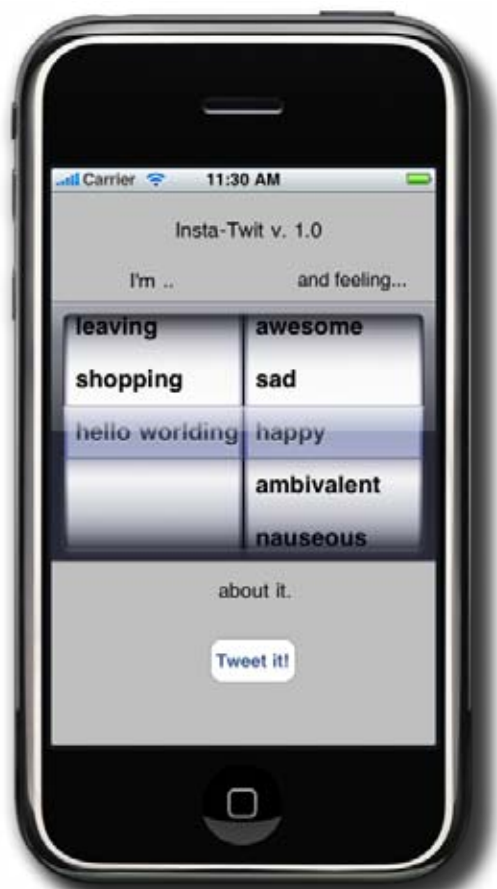 Carrier 11:30 AM
Insta-Twit v. 1.0
I'm .. and feeling...
leaving awesome
shopping sad
hello worlding happy
ambivalent
nauseous
about it.
Tweet it!